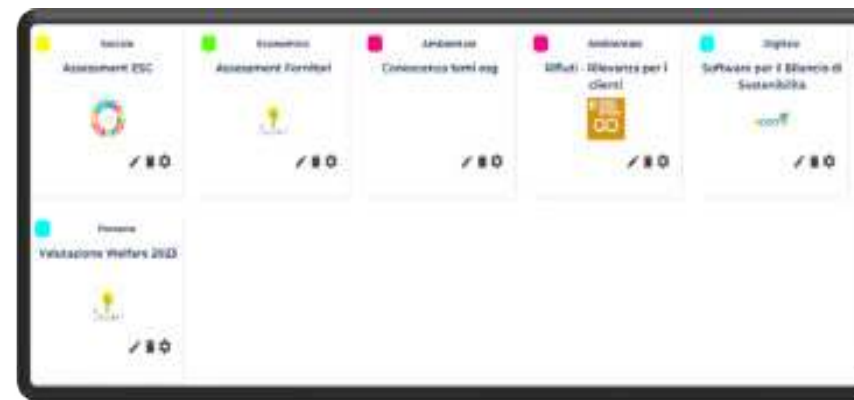 Sociale
Assessment ESG
Economico
Assessment Fornitori
Ambientale
Conoscenza temi esg
Ambientale
Rifiuti - Rilevanza per i
clienti
Digitale
Software per il Bilancio di
Sostenibilità
Persone
Valutazione Welfare 2023